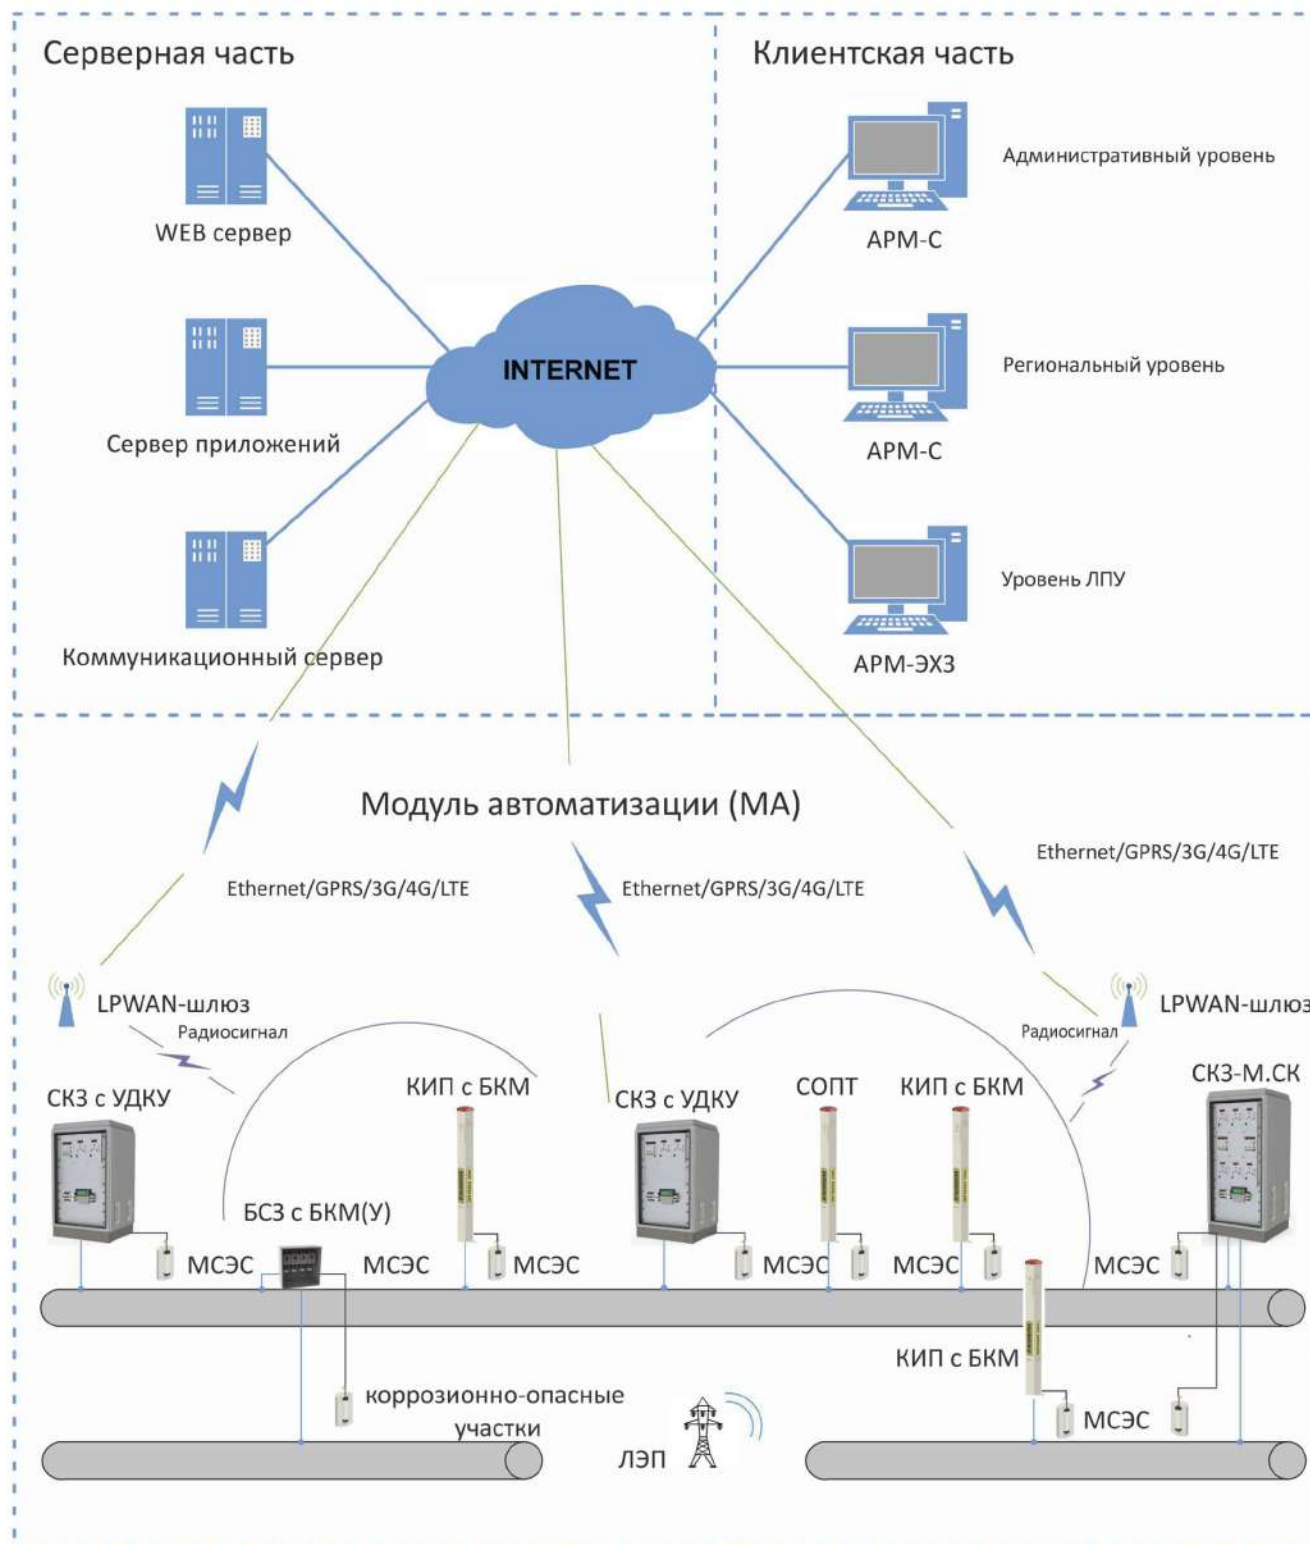 Серверная часть
Клиентская часть
WEB сервер
Административный уровень
АРМ-С
INTERNET
Сервер приложений
Региональный уровень
АРМ-С
Коммуникационный сервер
Уровень ЛПУ
АРМ-ЭХЗ
Модуль автоматизации (МА)
Ethernet/GPRS/3G/4G/LTE
Ethernet/GPRS/3G/4G/LTE
Ethernet/GPRS/3G/4G/LTE
LPWAN-шлюз
Радиосигнал
Радиосигнал
LPWAN-шлюз
СКЗ с УДКУ
КИП с БКМ
СКЗ с УДКУ
СОПТ
КИП с БКМ
СКЗ-М.СК
БСЗ с БКМ(У)
МСЭС
МСЭС
МСЭС
МСЭС
МСЭС
МСЭС
КИП с БКМ
коррозионно-опасные
участки
ЛЭП
МСЭС